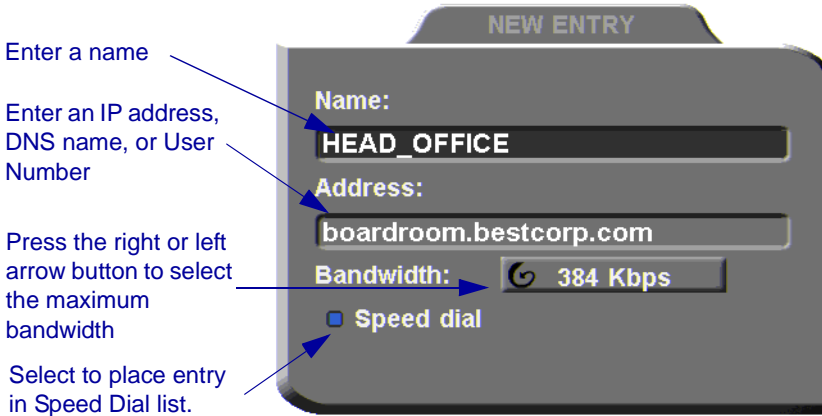 NEW ENTRY
Enter a name
Name:
HEAD_OFFICE
Enter an IP address,
DNS name, or User
Number
Address:
boardroom.bestcorp.com
Press the right or left
arrow button to select
the maximum
bandwidth
Bandwidth:
384 Kbps
Speed dial
Select to place entry
in Speed Dial list.